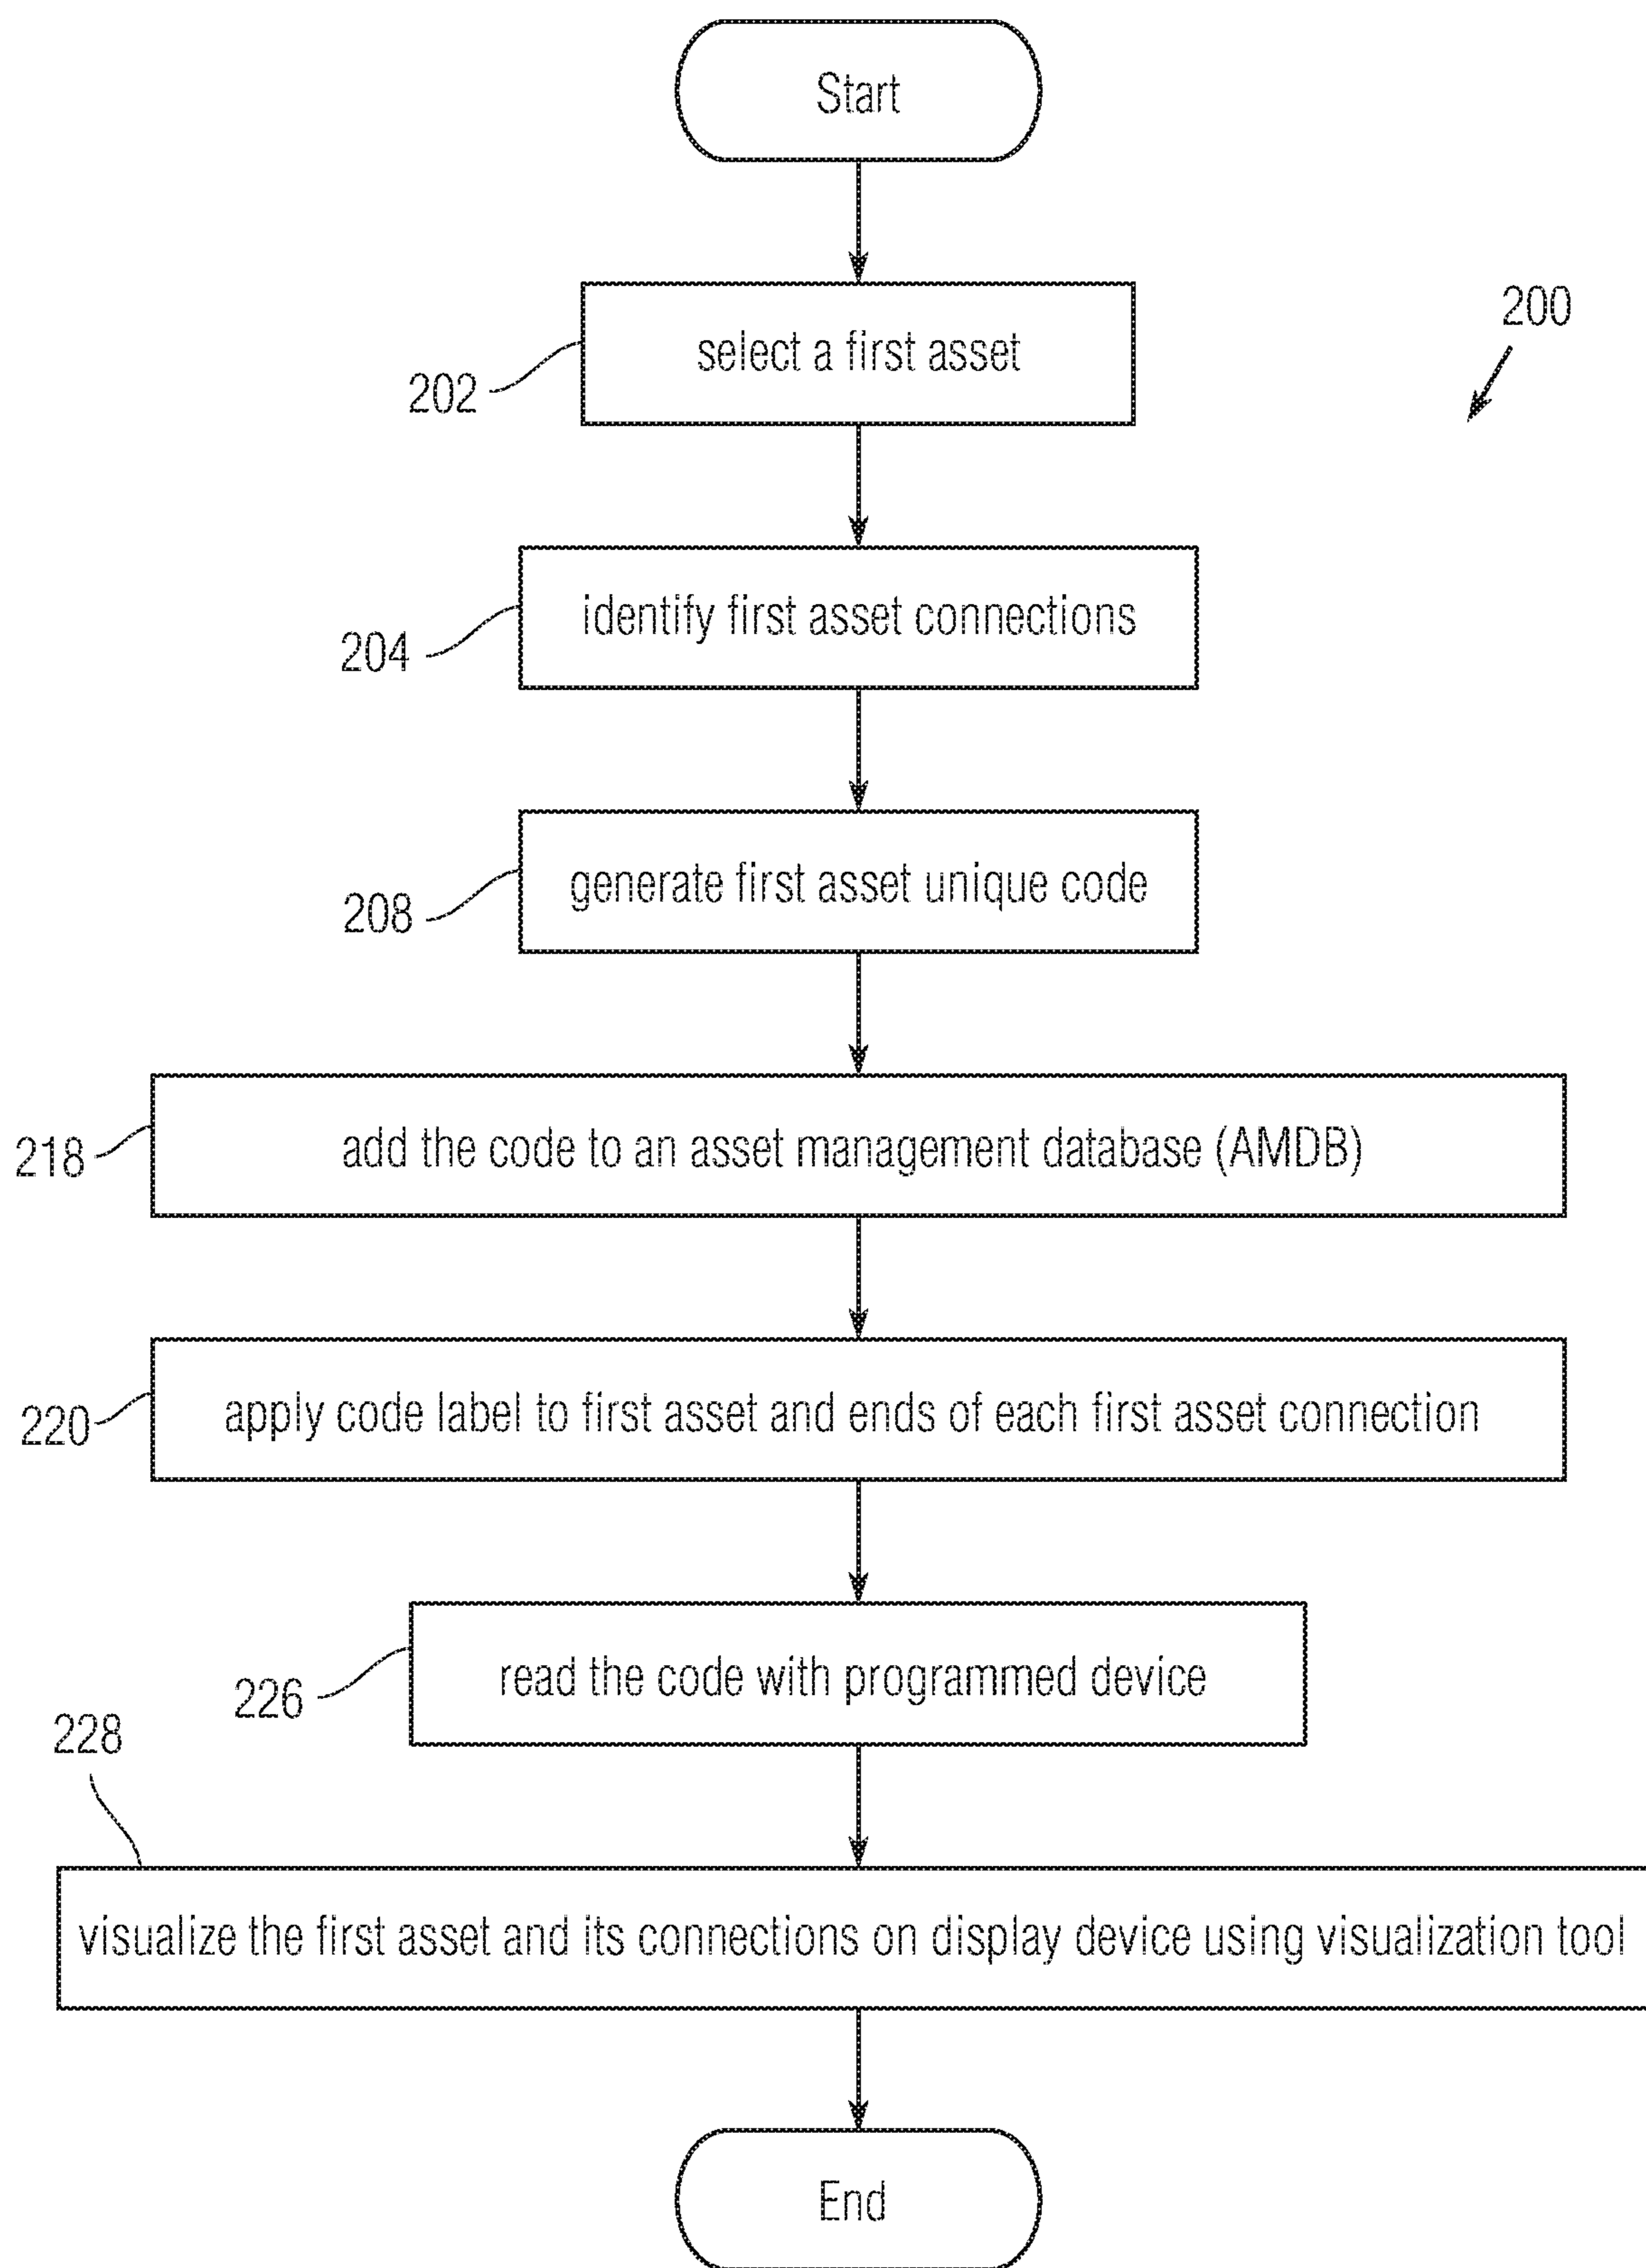 Start
200
select a first asset
202
identify first asset connections
204
generate first asset unique code
208
add the code to an asset management database (AMDB)
218
apply code label to first asset and ends of each first asset connection
220
read the code with programmed device
226
228
visualize the first asset and its connections on display device using visualization tool
End